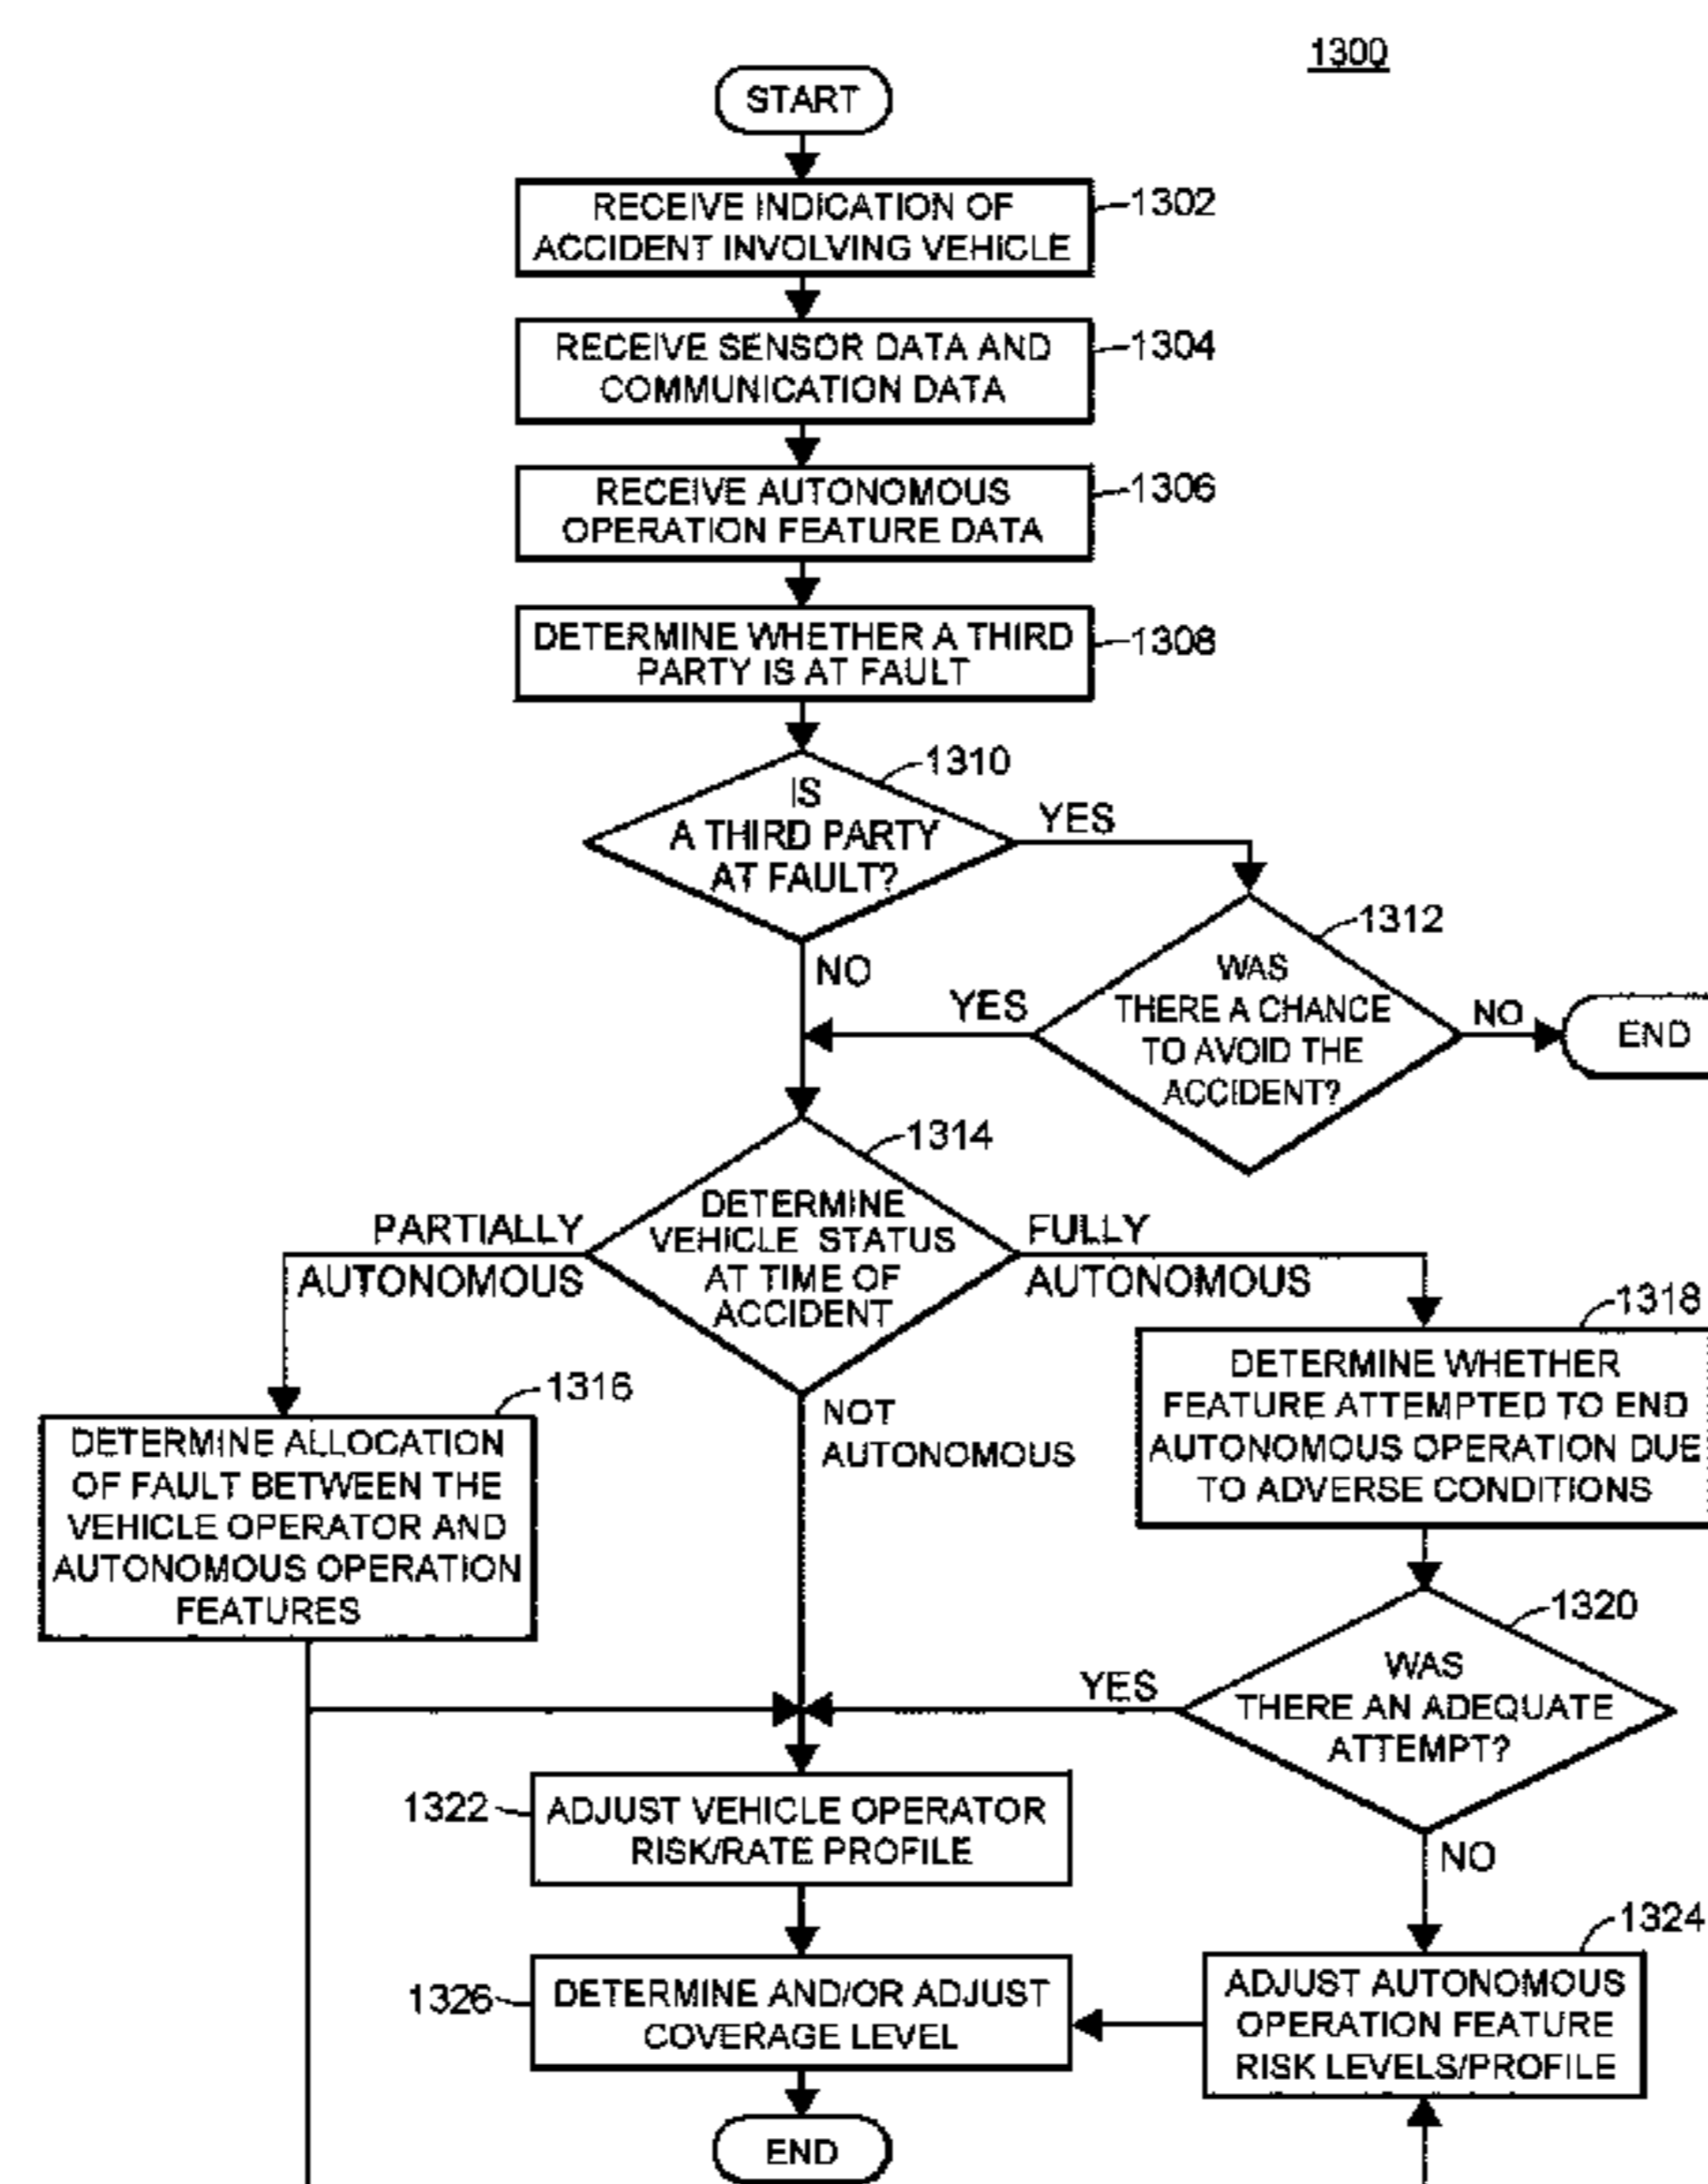 1300
START
RECEIVE INDICATION OF
ACCIDENT INVOLVING VEHICLE
1302
RECEIVE SENSOR DATA AND
COMMUNICATION DATA
1304
RECEIVE AUTONOMOUS
OPERATION FEATURE DATA
1306
DETERMINE WHETHER A THIRD
PARTY IS AT FAULT
1308
1310
IS
A THIRD PARTY
AT FAULT?
YES
NO
1312
WAS
THERE A CHANCE
TO AVOID THE
ACCIDENT?
YES
NO
END
1314
DETERMINE
VEHICLE STATUS
AT TIME OF
ACCIDENT
PARTIALLY
AUTONOMOUS
FULLY
AUTONOMOUS
NOT
AUTONOMOUS
1316
DETERMINE ALLOCATION
OF FAULT BETWEEN THE
VEHICLE OPERATOR AND
AUTONOMOUS OPERATION
FEATURES
1318
DETERMINE WHETHER
FEATURE ATTEMPTED TO END
AUTONOMOUS OPERATION DUE
TO ADVERSE CONDITIONS
1320
WAS
THERE AN ADEQUATE
ATTEMPT?
YES
NO
1322
ADJUST VEHICLE OPERATOR
RISK/RATE PROFILE
1324
ADJUST AUTONOMOUS
OPERATION FEATURE
RISK LEVELS/PROFILE
1326
DETERMINE AND/OR ADJUST
COVERAGE LEVEL
END